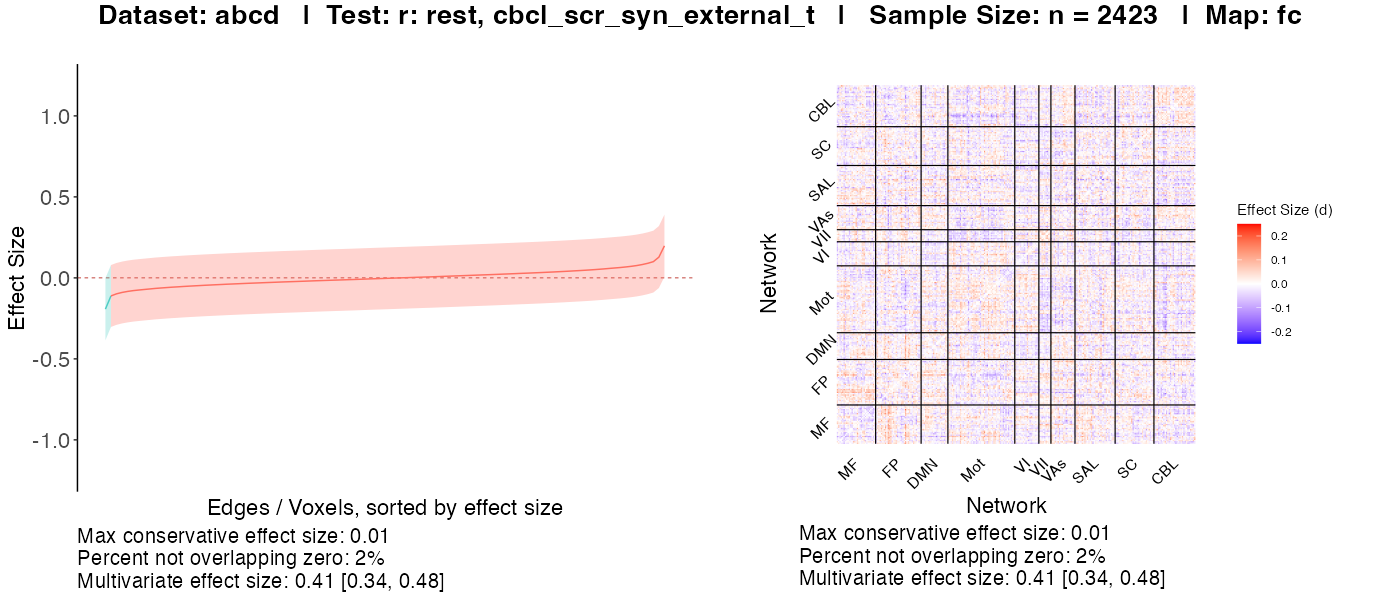 Dataset: abcd | Test: r: rest, cbcl_scr_syn_external_t | Sample Size: n = 2423 | Map: fc
Effect Size
1.0
0.5
0.0
-0.5
-1.0
Edges / Voxels, sorted by effect size
Max conservative effect size: 0.01
Percent not overlapping zero: 2%
Multivariate effect size: 0.41 [0.34, 0.48]
Network
CBL
SC
SAL
VAs
VII
VI
Mot
DMN
FP
MF
MF
FP
DMN
Mot
VI
VII
VAs
SAL
SC
CBL
Network
Max conservative effect size: 0.01
Percent not overlapping zero: 2%
Multivariate effect size: 0.41 [0.34, 0.48]
Effect Size (d)
0.2
0.1
0.0
-0.1
-0.2